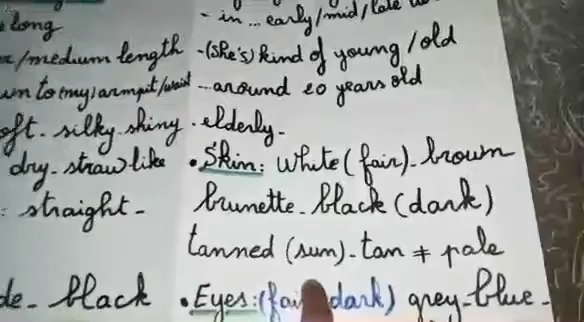 long
/medium length
to (my) armpit/waist
silky. shiny
dry. straw like
: straight -
black
- in ... early/mid/late
- (she's) kind of young/old
... around 20 years old
. elderly -
• Skin: white (fair) - brown
brunette - black (dark)
tanned (sun) - tan ≠ pale
• Eyes: (dark) grey - blue -